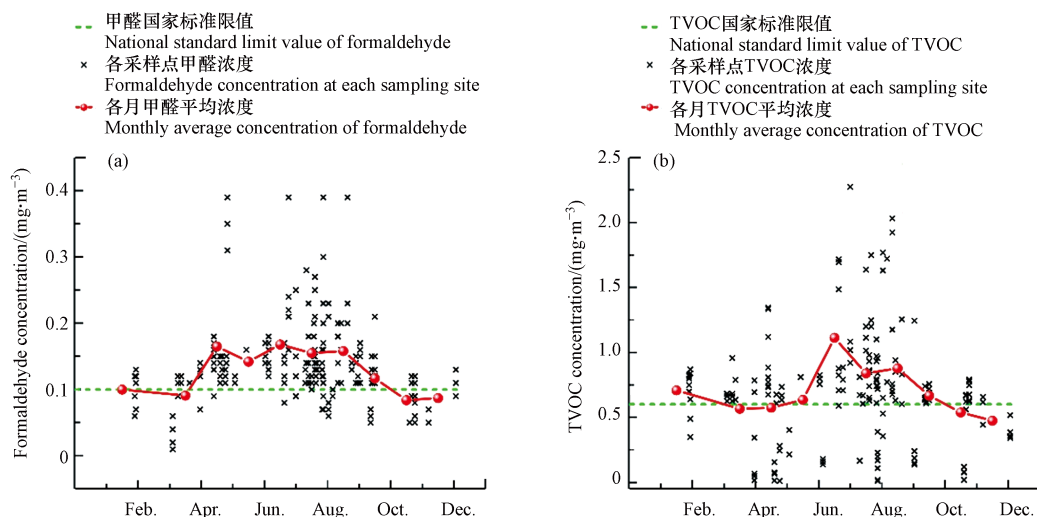 甲醛国家标准限值
National standard limit value of formaldehyde
各采样点甲醛浓度
Formaldehyde concentration at each sampling site
各月甲醛平均浓度
Monthly average concentration of formaldehyde
(a)
Formaldehyde concentration/(mg·m⁻³)
0.4
0.3
0.2
0.1
0
Feb. Apr. Jun. Aug. Oct. Dec.
TVOC国家标准限值
National standard limit value of TVOC
各采样点TVOC浓度
TVOC concentration at each sampling site
各月TVOC平均浓度
Monthly average concentration of TVOC
(b)
TVOC concentration/(mg·m⁻³)
2.5
2.0
1.5
1.0
0.5
0
Feb. Apr. Jun. Aug. Oct. Dec.